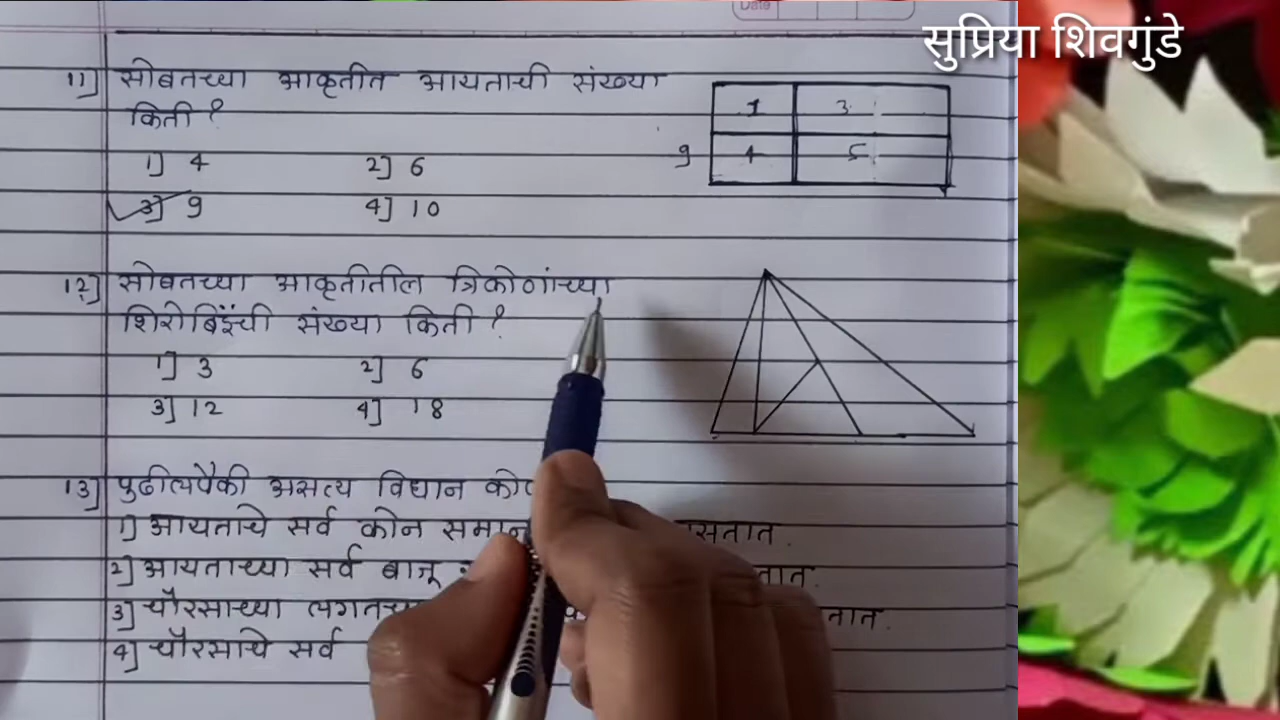 Date
सुप्रिया शिवगुंडे
11] सोबतच्या आकृतीत आयताची संख्या
किती?
1] 4 2] 6
3] 9 4] 10
1 3
9 4 5
12] सोबतच्या आकृतीतील त्रिकोणांच्या
शिरोबिंदूंची संख्या किती?
1] 3 2] 6
3] 12 4] 18
13] पुढीलपैकी असत्य विधान
1] आयताचे सर्व कोन समान
2] आयताच्या सर्व बाजू
3] चौरसाच्या लगतच्या
4] चौरसाचे सर्व